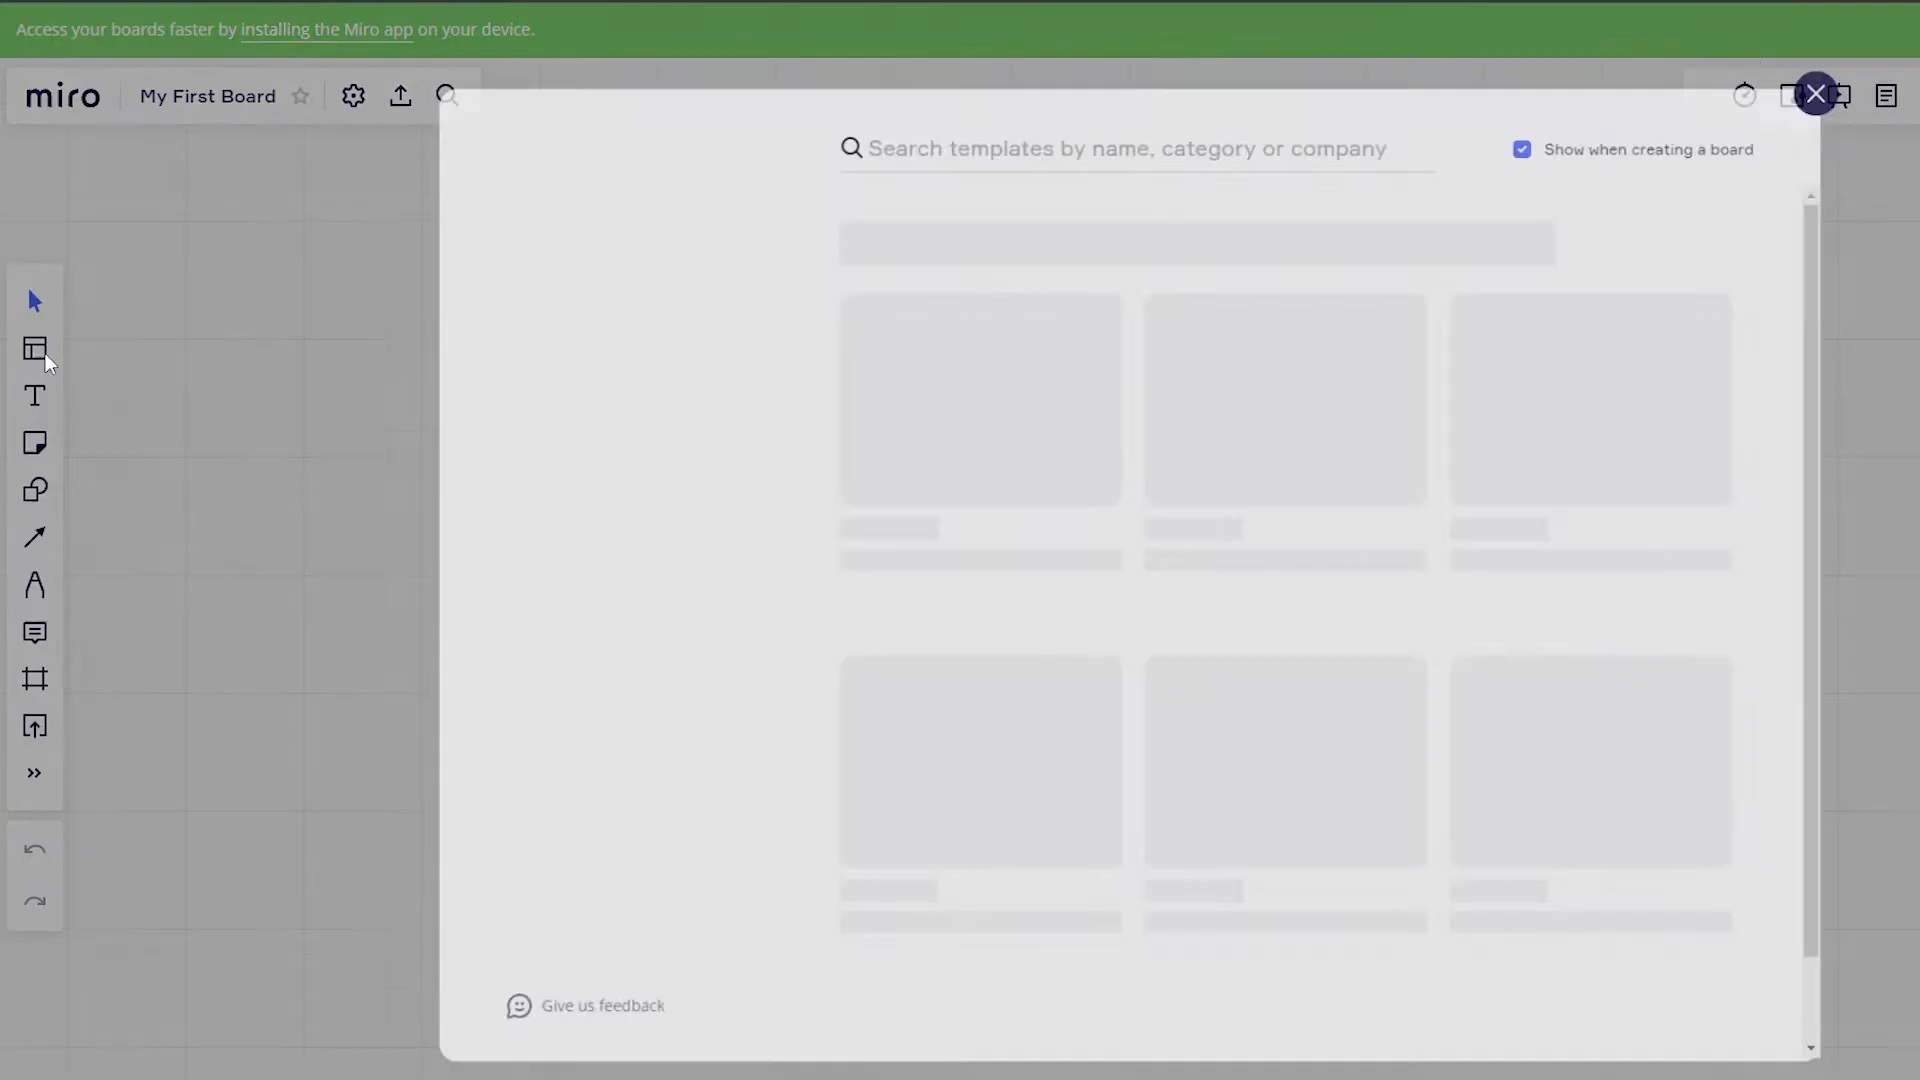 Access your boards faster by installing the Miro app on your device.
miro
My First Board
Search templates by name, category or company
Show when creating a board
Give us feedback